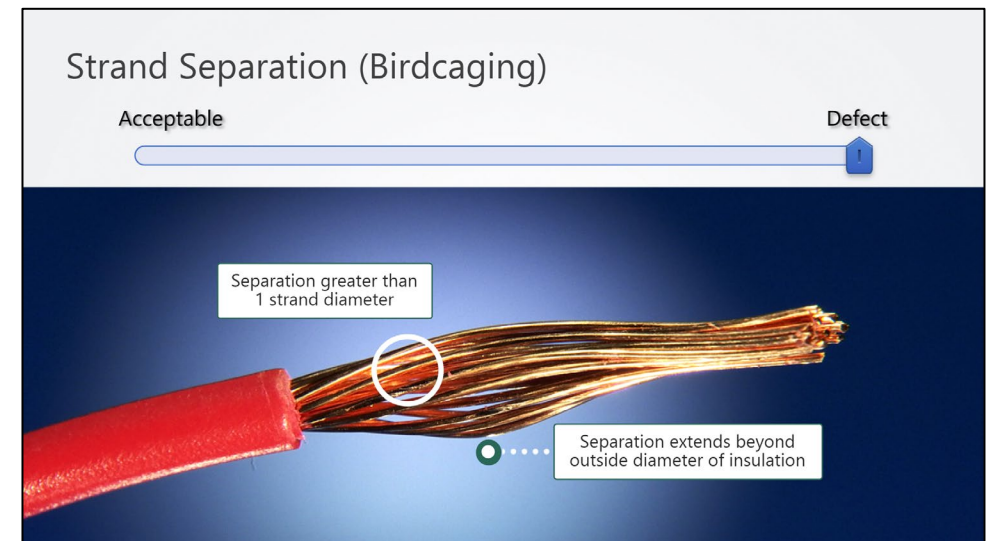 Strand Separation (Birdcaging)
Acceptable
Defect
!
Separation greater than
1 strand diameter
Separation extends beyond
outside diameter of insulation